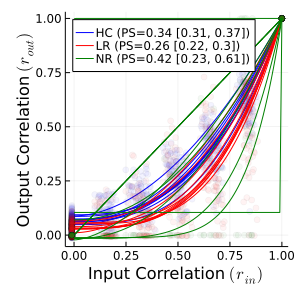 1.00
HC (PS=0.34 [0.31, 0.37])
LR (PS=0.26 [0.22, 0.3])
NR (PS=0.42 [0.23, 0.61])
0.75
0.50
0.25
0.00
Output Correlation (r_out)
0.00 0.25 0.50 0.75 1.00
Input Correlation (r_in)